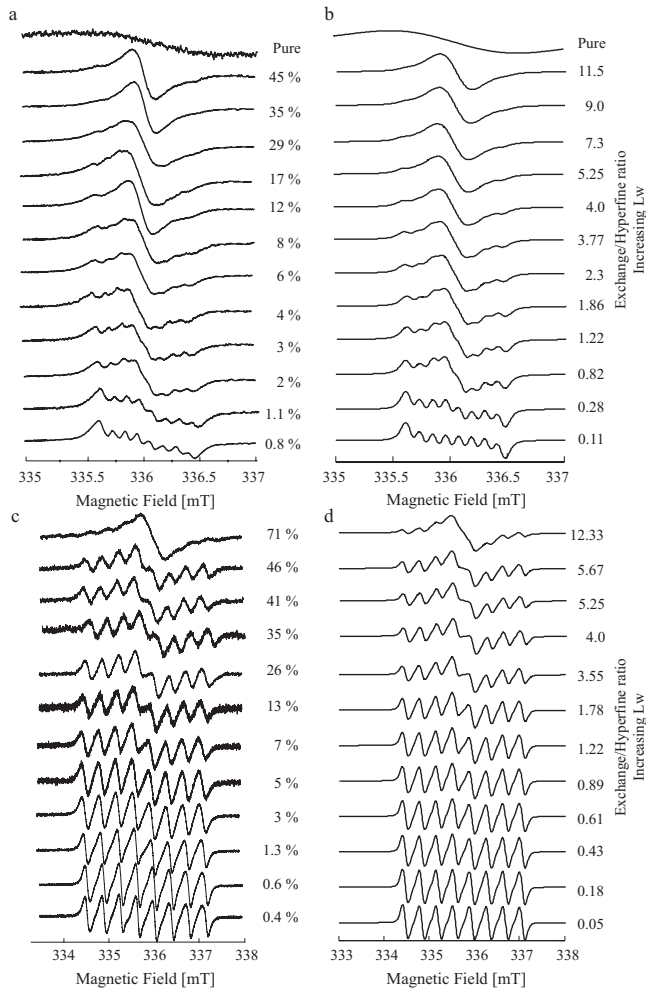 a
Pure
45 %
35 %
29 %
17 %
12 %
8 %
6 %
4 %
3 %
2 %
1.1 %
0.8 %
335 335.5 336 336.5 337
Magnetic Field [mT]
b
Pure
11.5
9.0
7.3
5.25
4.0
3.77
2.3
1.86
1.22
0.82
0.28
0.11
Exchange/Hyperfine ratio
Increasing Lw
335 335.5 336 336.5 337
Magnetic Field [mT]
c
71 %
46 %
41 %
35 %
26 %
13 %
7 %
5 %
3 %
1.3 %
0.6 %
0.4 %
334 335 336 337 338
Magnetic Field [mT]
d
12.33
5.67
5.25
4.0
3.55
1.78
1.22
0.89
0.61
0.43
0.18
0.05
Exchange/Hyperfine ratio
Increasing Lw
333 334 335 336 337 338
Magnetic Field [mT]